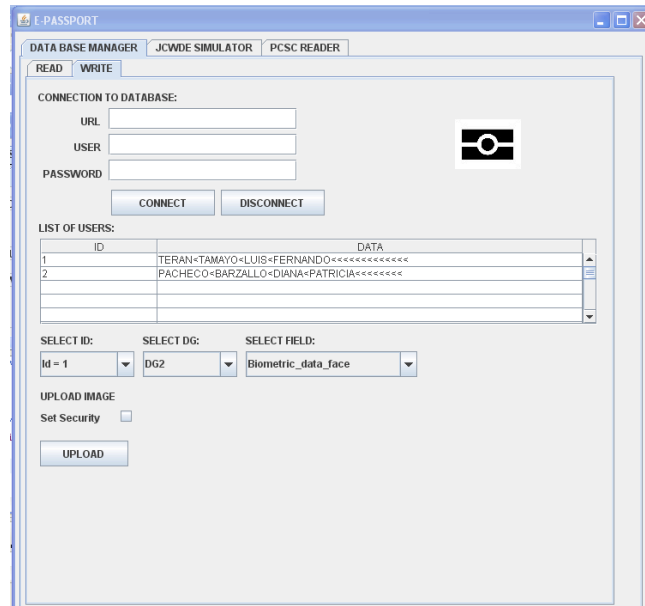 E-PASSPORT
DATA BASE MANAGER JCWDE SIMULATOR PCSC READER
READ WRITE
CONNECTION TO DATABASE:
URL
USER
PASSWORD
CONNECT DISCONNECT
LIST OF USERS:
ID DATA
1 TERAN<TAMAYO<LUIS<FERNANDO<<<<<<<<<<<<<
2 PACHECO<BARZALLO<DIANA<PATRICIA<<<<<<<<
SELECT ID: SELECT DG: SELECT FIELD:
Id = 1 DG2 Biometric_data_face
UPLOAD IMAGE
Set Security
UPLOAD